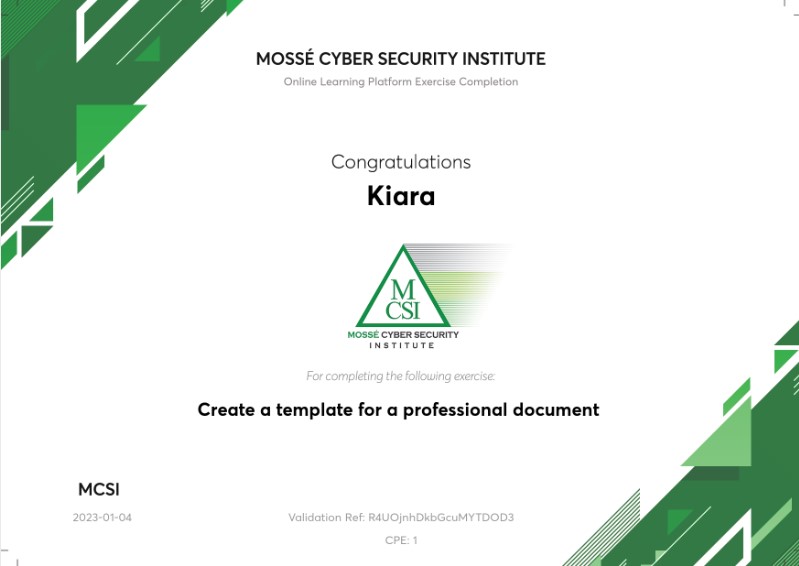 MOSSÉ CYBER SECURITY INSTITUTE
Online Learning Platform Exercise Completion
Congratulations
Kiara
M
CSI
MOSSÉ CYBER SECURITY
INSTITUTE
For completing the following exercise:
Create a template for a professional document
MCSI
2023-01-04
Validation Ref: R4UOjnhDkbGcuMYTDOD3
CPE: 1